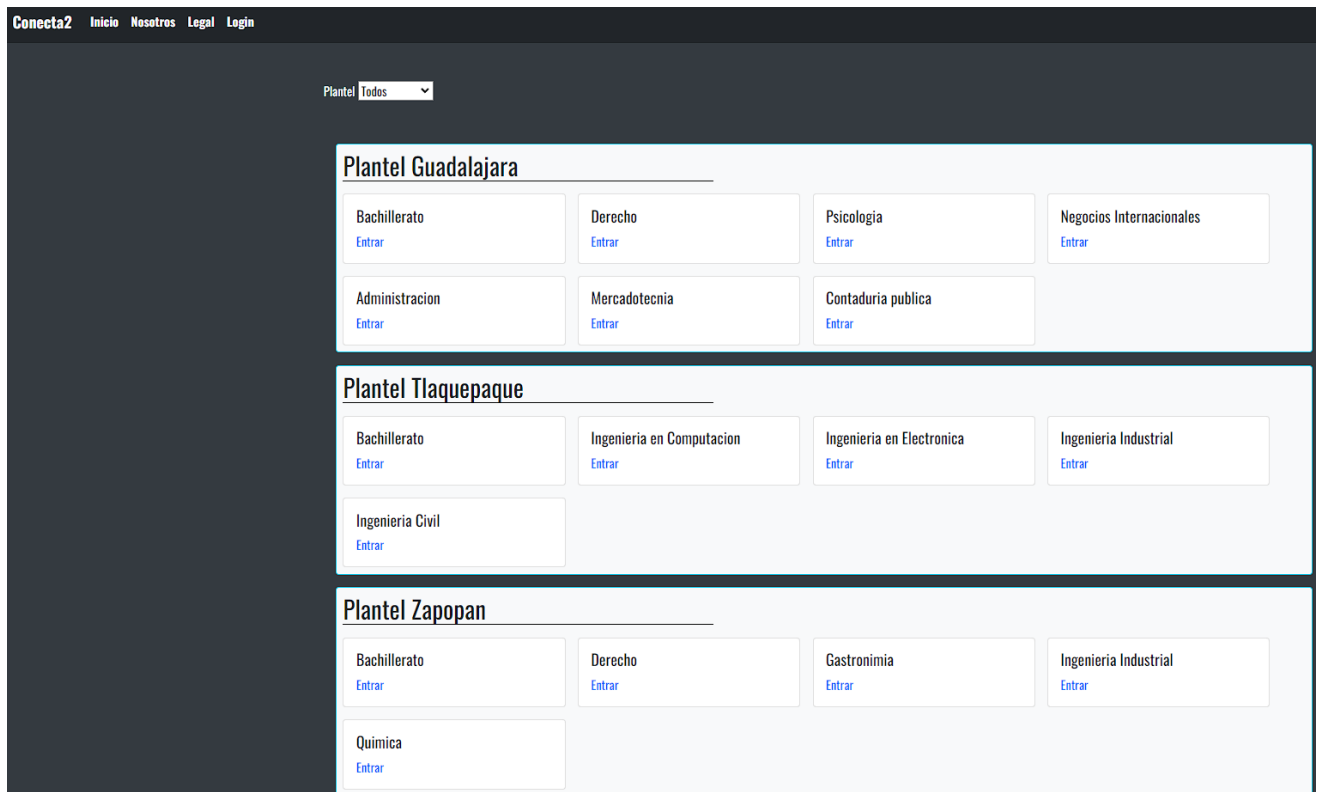 Conecta2 Inicio Nosotros Legal Login
Plantel Todos
Plantel Guadalajara
Bachillerato Derecho Psicologia Negocios Internacionales
Entrar Entrar Entrar Entrar
Administracion Mercadotecnia Contaduria publica
Entrar Entrar Entrar
Plantel Tlaquepaque
Bachillerato Ingenieria en Computacion Ingenieria en Electronica Ingenieria Industrial
Entrar Entrar Entrar Entrar
Ingenieria Civil
Entrar
Plantel Zapopan
Bachillerato Derecho Gastronimia Ingenieria Industrial
Entrar Entrar Entrar Entrar
Quimica
Entrar